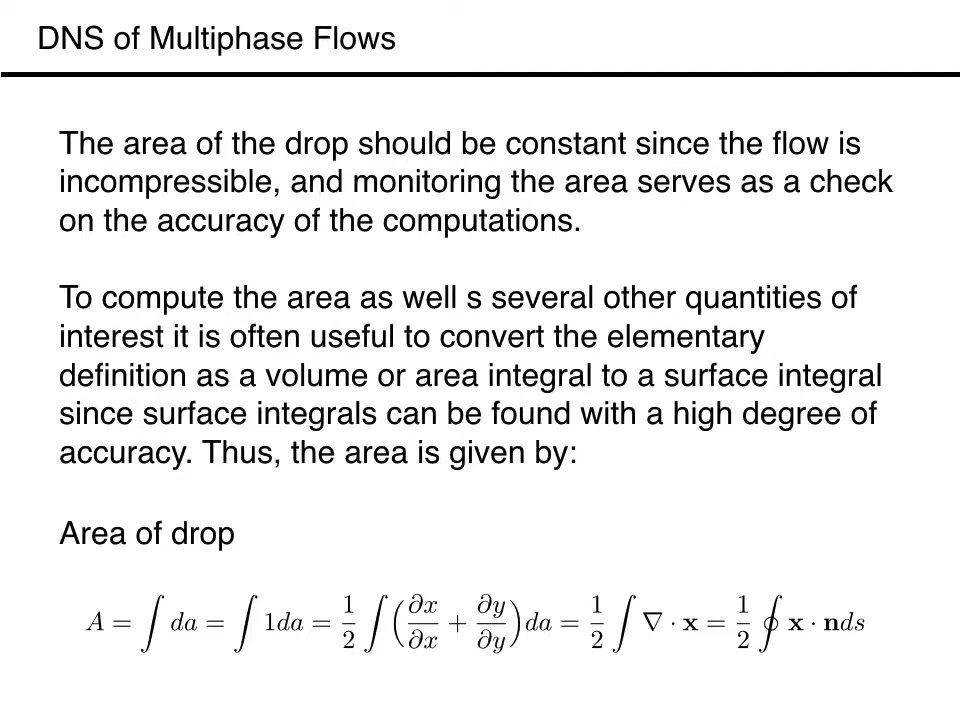 DNS of Multiphase Flows
The area of the drop should be constant since the flow is
incompressible, and monitoring the area serves as a check
on the accuracy of the computations.
To compute the area as well s several other quantities of
interest it is often useful to convert the elementary
definition as a volume or area integral to a surface integral
since surface integrals can be found with a high degree of
accuracy. Thus, the area is given by:
Area of drop
A = ∫ da = ∫ 1da = 1/2 ∫ (∂x/∂x + ∂y/∂y) da = 1/2 ∫ ∇ · x = 1/2 ∮ x · nds